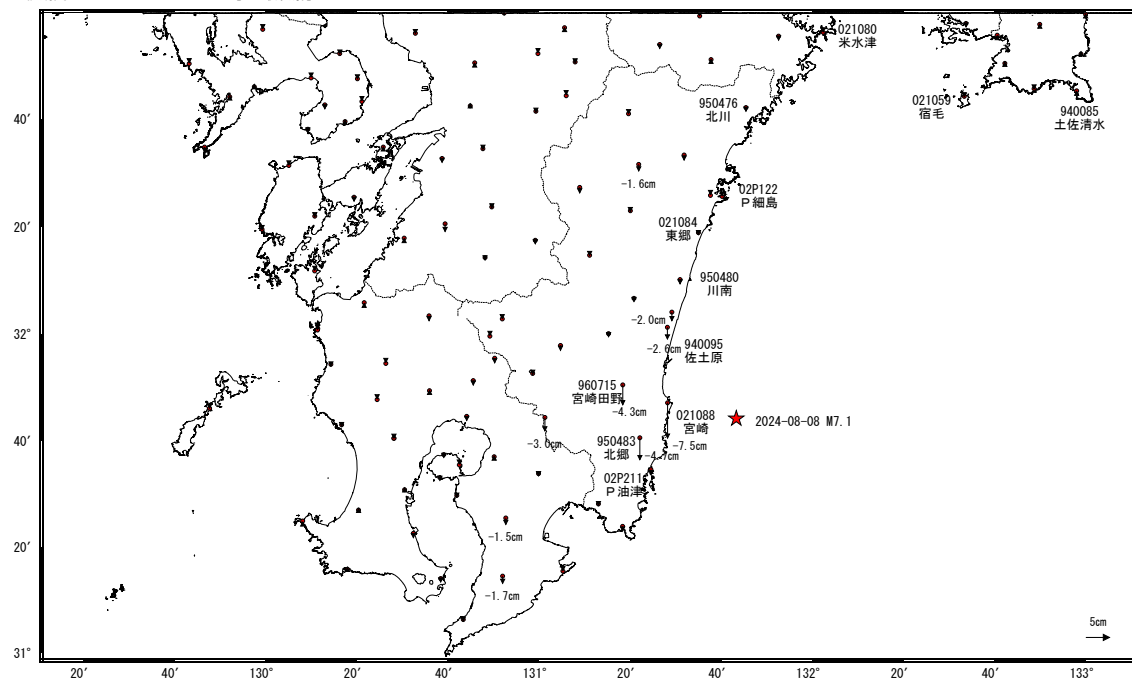 021080
米水津
950476
北川
021059
宿毛
940085
土佐清水
40′
-1.6cm
02P122
P細島
20′
021084
東郷
950480
川南
-2.0cm
32°
-2.6cm
940095
佐土原
960715
宮崎田野
-4.3cm
021088
宮崎
2024-08-08 M7.1
40′
-3.0cm
950483
北郷
-4.7cm
-7.5cm
02P211
P油津
20′
-1.5cm
-1.7cm
5cm
31°
20′ 40′ 130° 20′ 40′ 131° 20′ 40′ 132° 20′ 40′ 133°